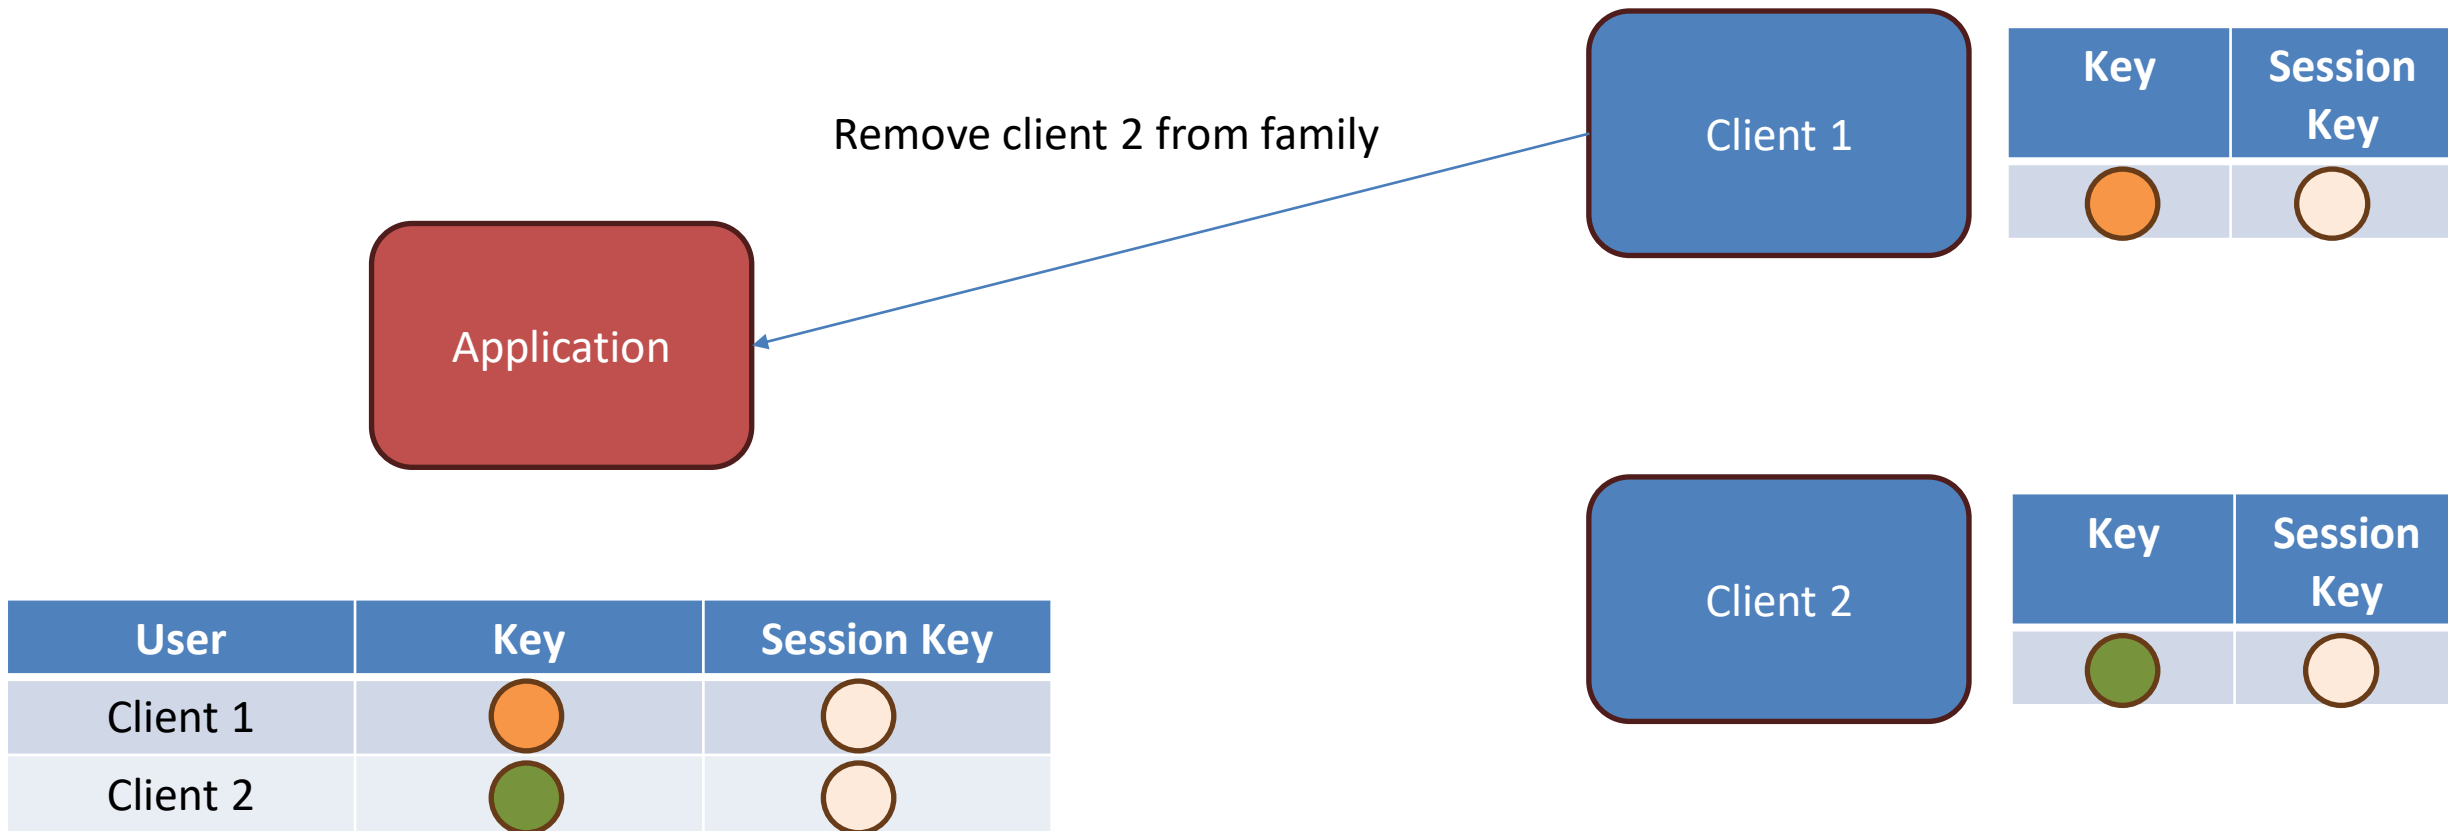 Remove client 2 from family
Client 1
Key
Session
Key
Application
Client 2
Key
Session
Key
User
Key
Session Key
Client 1
Client 2